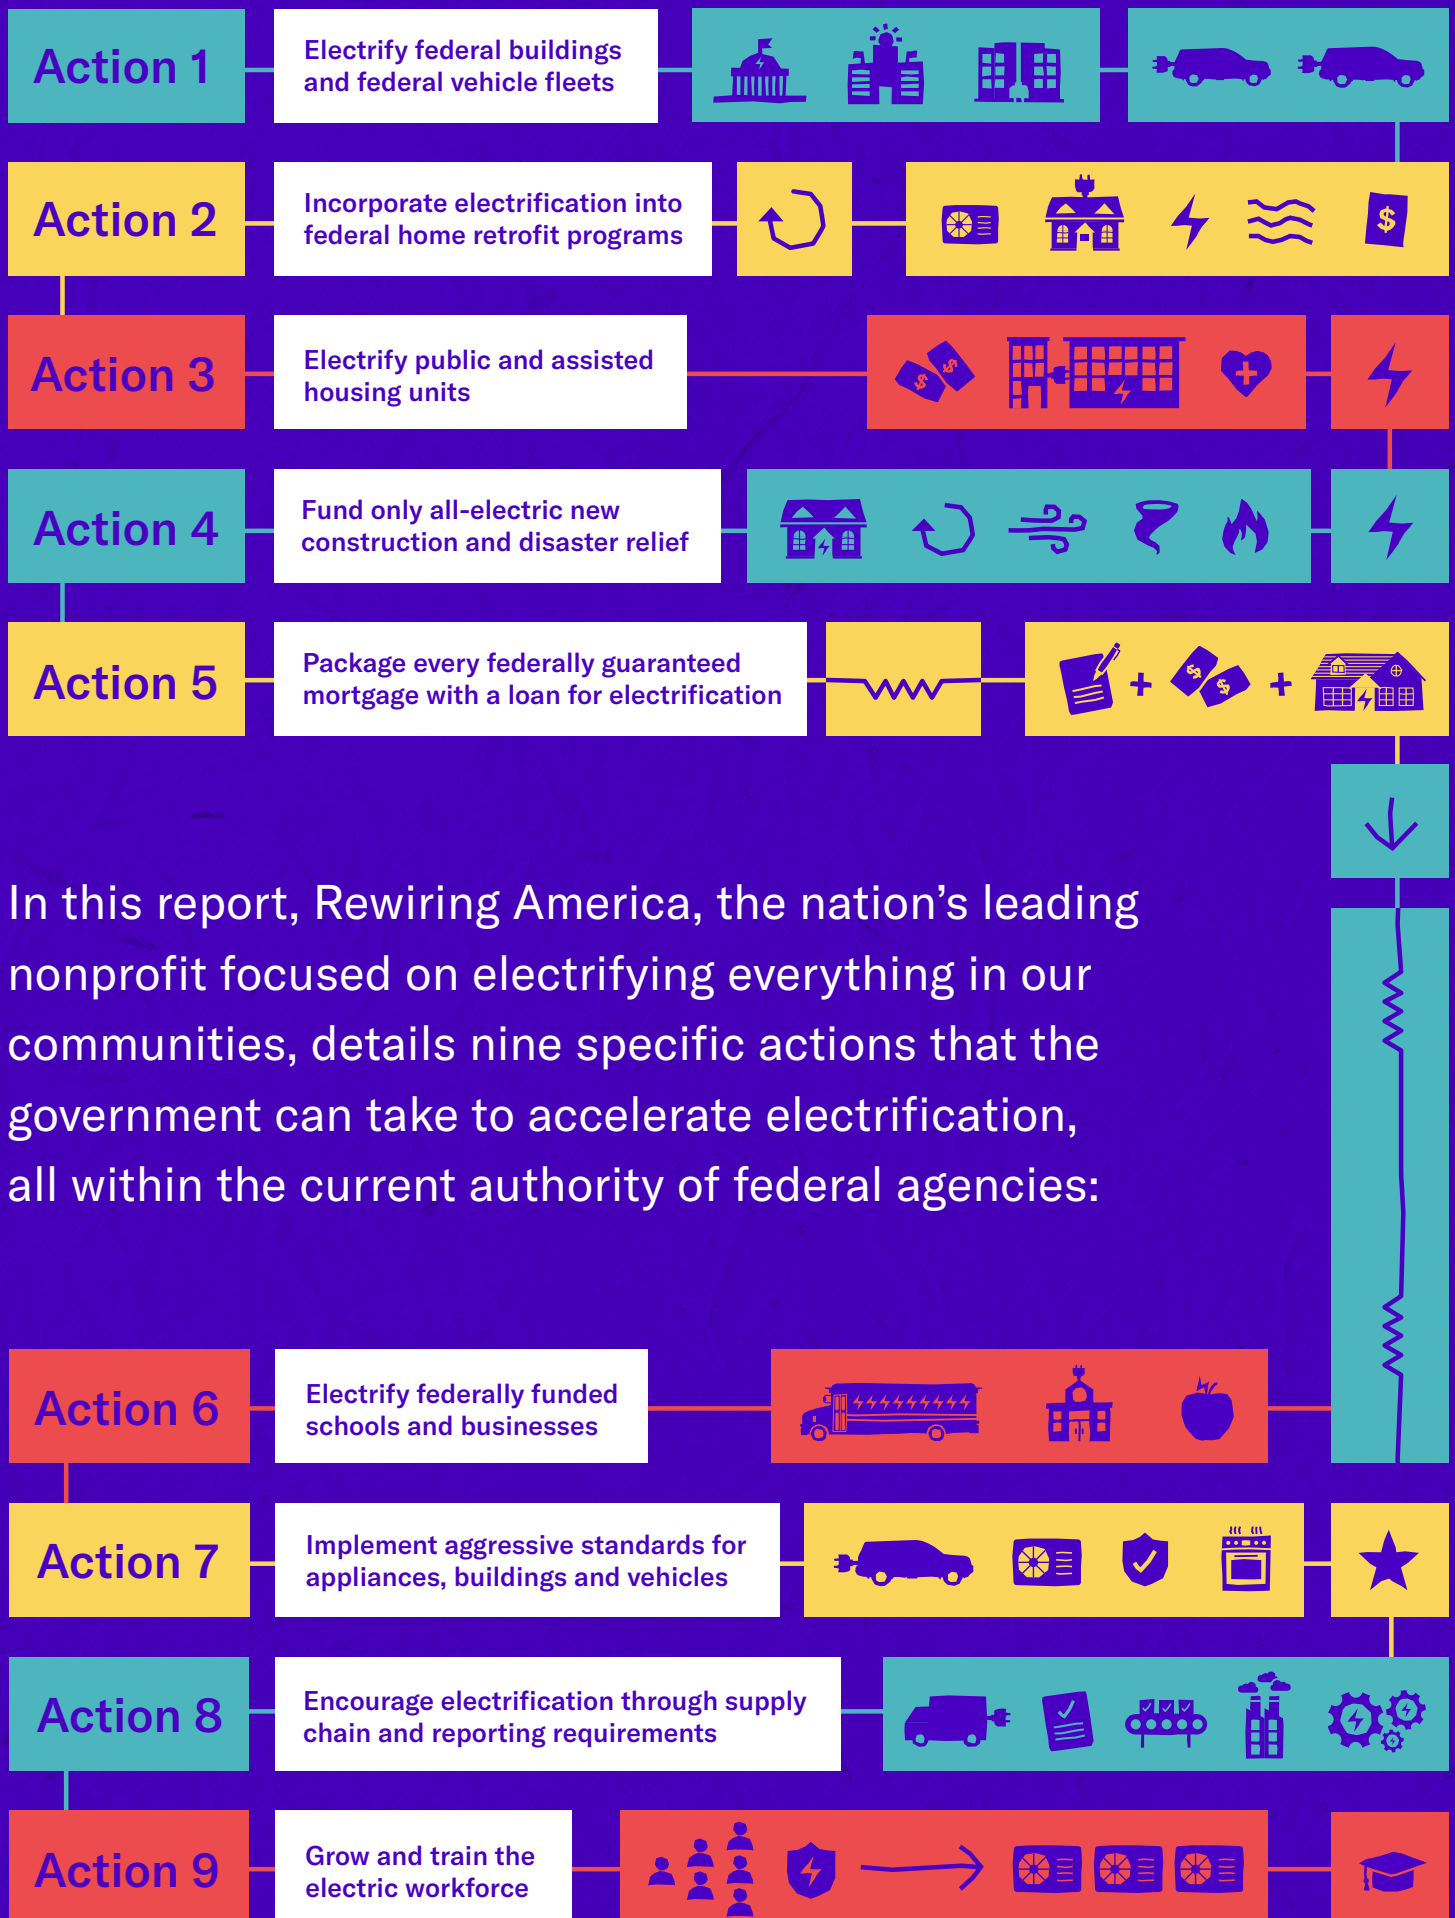 Action 1
Electrify federal buildings
and federal vehicle fleets
Action 2
Incorporate electrification into
federal home retrofit programs
$
Action 3
Electrify public and assisted
housing units
$
$
Action 4
Fund only all-electric new
construction and disaster relief
Action 5
Package every federally guaranteed
mortgage with a loan for electrification
+
$
$
+
In this report, Rewiring America, the nation’s leading
nonprofit focused on electrifying everything in our
communities, details nine specific actions that the
government can take to accelerate electrification,
all within the current authority of federal agencies:
Action 6
Electrify federally funded
schools and businesses
Action 7
Implement aggressive standards for
appliances, buildings and vehicles
Action 8
Encourage electrification through supply
chain and reporting requirements
Action 9
Grow and train the
electric workforce